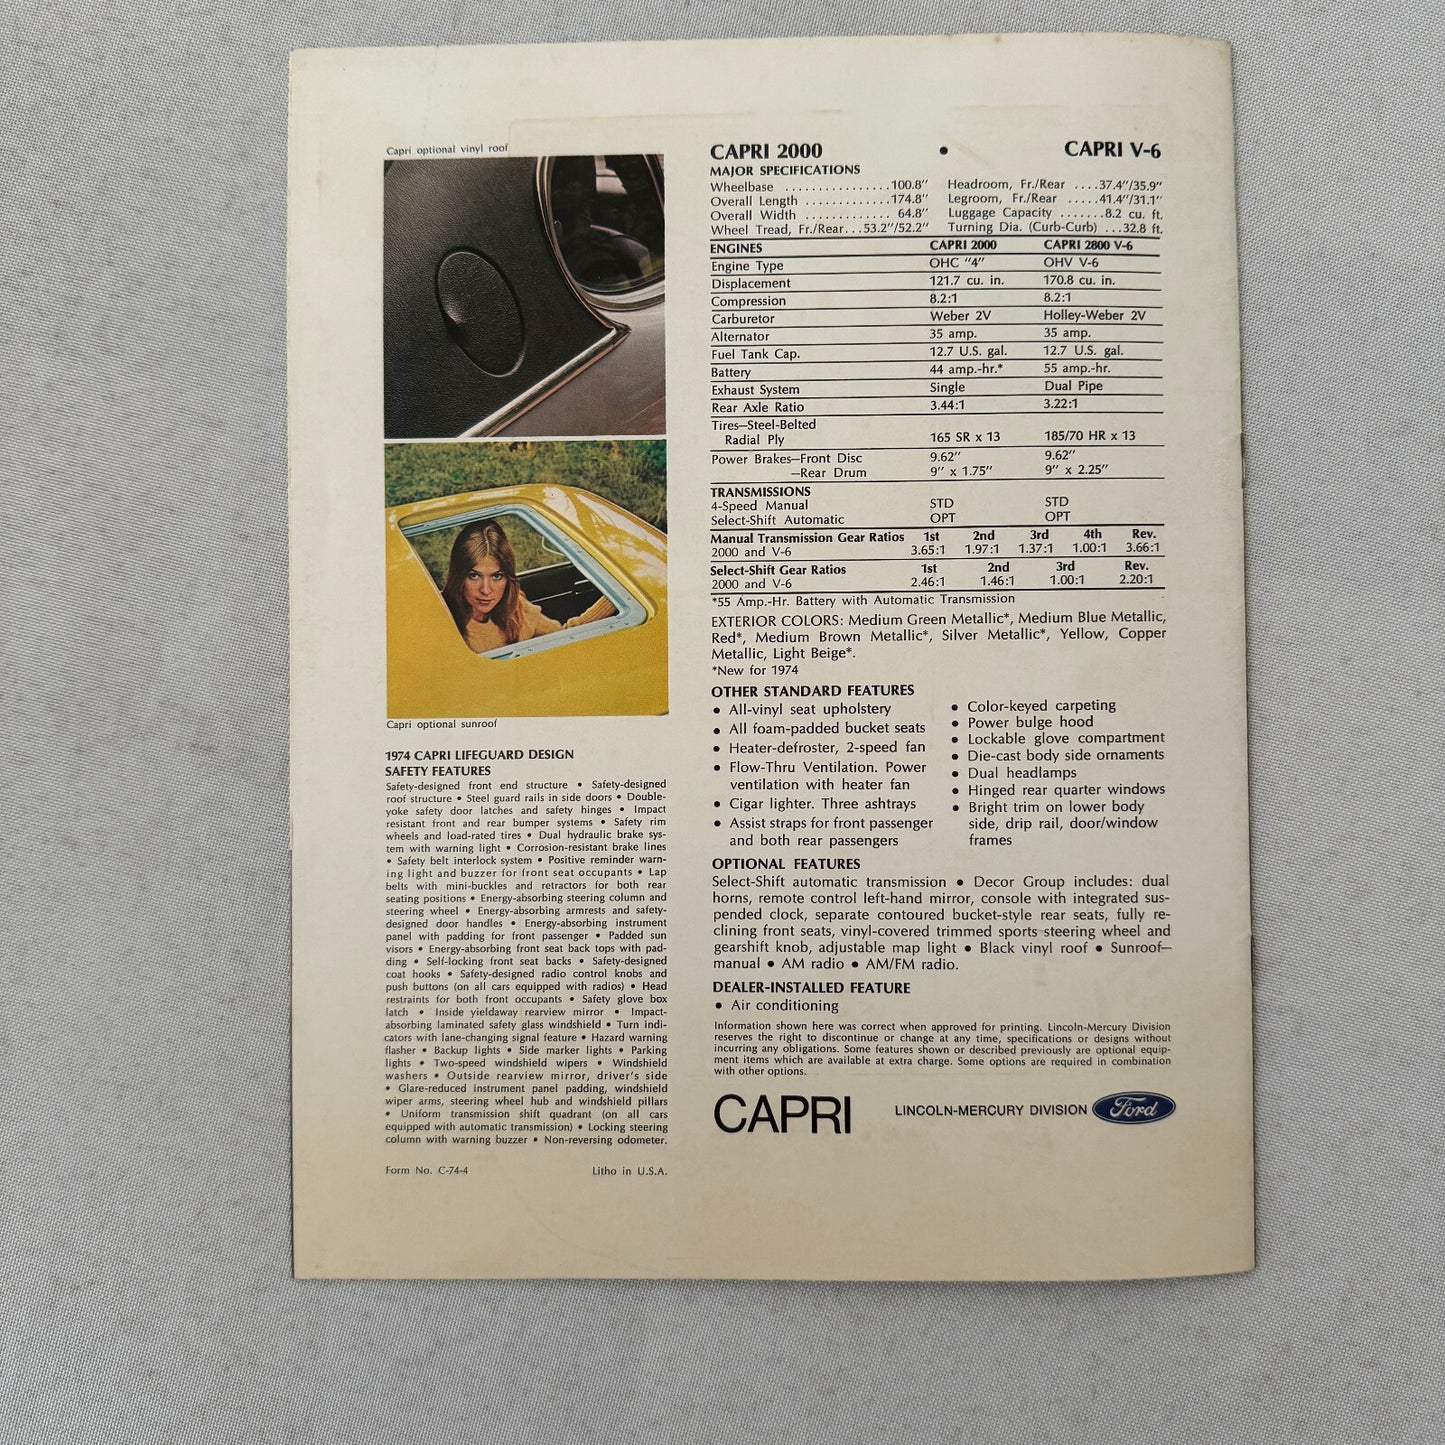 Capri optional vinyl roof
Capri optional sunroof
1974 CAPRI LIFEGUARD DESIGN
SAFETY FEATURES
Safety-designed front end structure • Safety-designed
roof structure • Steel guard rails in side doors • Double-
yoke safety door latches and safety hinges • Impact
resistant front and rear bumper systems • Safety rim
wheels and load-rated tires • Dual hydraulic brake sys-
tem with warning light • Corrosion-resistant brake lines
• Safety belt interlock system • Positive reminder warn-
ing light and buzzer for front seat occupants • Lap
belts with mini-buckles and retractors for both rear
seating positions • Energy-absorbing steering column and
steering wheel • Energy-absorbing armrests and safety-
designed door handles • Energy-absorbing instrument
panel with padding for front passenger • Padded sun
visors • Energy-absorbing front seat back tops with pad-
ding • Self-locking front seat backs • Safety-designed
coat hooks • Safety-designed radio control knobs and
push buttons (on all cars equipped with radios) • Head
restraints for both front occupants • Safety glove box
latch • Inside yieldaway rearview mirror • Impact-
absorbing laminated safety glass windshield • Turn indi-
cators with lane-changing signal feature • Hazard warning
flasher • Backup lights • Side marker lights • Parking
lights • Two-speed windshield wipers • Windshield
washers • Outside rearview mirror, driver's side
• Glare-reduced instrument panel padding, windshield
wiper arms, steering wheel hub and windshield pillars
• Uniform transmission shift quadrant (on all cars
equipped with automatic transmission) • Locking steering
column with warning buzzer • Non-reversing odometer.
Form No. C-74-4 Litho in U.S.A.
CAPRI 2000 • CAPRI V-6
MAJOR SPECIFICATIONS
Wheelbase ................100.8" Headroom, Fr./Rear ....37.4"/35.9"
Overall Length .............174.8" Legroom, Fr./Rear .....41.4"/31.1"
Overall Width ............. 64.8" Luggage Capacity .......8.2 cu. ft.
Wheel Tread, Fr./Rear...53.2"/52.2" Turning Dia. (Curb-Curb) ...32.8 ft.
ENGINES CAPRI 2000 CAPRI 2800 V-6
Engine Type OHC "4" OHV V-6
Displacement 121.7 cu. in. 170.8 cu. in.
Compression 8.2:1 8.2:1
Carburetor Weber 2V Holley-Weber 2V
Alternator 35 amp. 35 amp.
Fuel Tank Cap. 12.7 U.S. gal. 12.7 U.S. gal.
Battery 44 amp.-hr.* 55 amp.-hr.
Exhaust System Single Dual Pipe
Rear Axle Ratio 3.44:1 3.22:1
Tires—Steel-Belted
Radial Ply 165 SR x 13 185/70 HR x 13
Power Brakes—Front Disc 9.62" 9.62"
—Rear Drum 9" x 1.75" 9" x 2.25"
TRANSMISSIONS
4-Speed Manual STD STD
Select-Shift Automatic OPT OPT
Manual Transmission Gear Ratios 1st 2nd 3rd 4th Rev.
2000 and V-6 3.65:1 1.97:1 1.37:1 1.00:1 3.66:1
Select-Shift Gear Ratios 1st 2nd 3rd Rev.
2000 and V-6 2.46:1 1.46:1 1.00:1 2.20:1
*55 Amp.-Hr. Battery with Automatic Transmission
EXTERIOR COLORS: Medium Green Metallic*, Medium Blue Metallic,
Red*, Medium Brown Metallic*, Silver Metallic*, Yellow, Copper
Metallic, Light Beige*.
*New for 1974
OTHER STANDARD FEATURES
• All-vinyl seat upholstery
• All foam-padded bucket seats
• Heater-defroster, 2-speed fan
• Flow-Thru Ventilation. Power
ventilation with heater fan
• Cigar lighter. Three ashtrays
• Assist straps for front passenger
and both rear passengers
• Color-keyed carpeting
• Power bulge hood
• Lockable glove compartment
• Die-cast body side ornaments
• Dual headlamps
• Hinged rear quarter windows
• Bright trim on lower body
side, drip rail, door/window
frames
OPTIONAL FEATURES
Select-Shift automatic transmission • Decor Group includes: dual
horns, remote control left-hand mirror, console with integrated sus-
pended clock, separate contoured bucket-style rear seats, fully re-
clining front seats, vinyl-covered trimmed sports steering wheel and
gearshift knob, adjustable map light • Black vinyl roof • Sunroof—
manual • AM radio • AM/FM radio.
DEALER-INSTALLED FEATURE
• Air conditioning
Information shown here was correct when approved for printing. Lincoln-Mercury Division
reserves the right to discontinue or change at any time, specifications or designs without
incurring any obligations. Some features shown or described previously are optional equip-
ment items which are available at extra charge. Some options are required in combination
with other options.
CAPRI LINCOLN-MERCURY DIVISION Ford